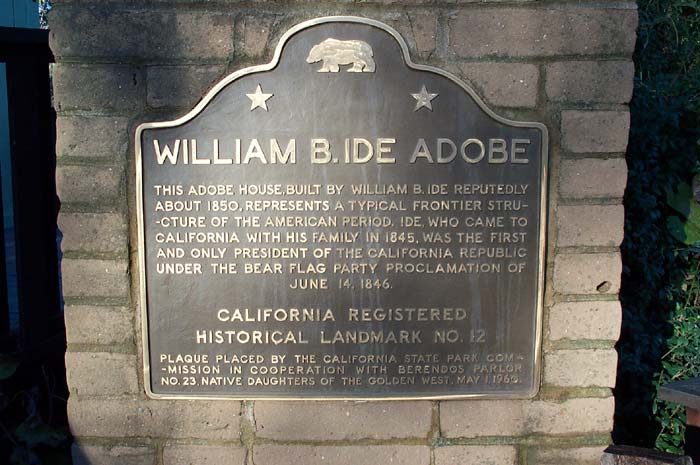 WILLIAM B. IDE ADOBE
THIS ADOBE HOUSE, BUILT BY WILLIAM B. IDE REPUTEDLY
ABOUT 1850, REPRESENTS A TYPICAL FRONTIER STRU-
-CTURE OF THE AMERICAN PERIOD. IDE, WHO CAME TO
CALIFORNIA WITH HIS FAMILY IN 1845, WAS THE FIRST
AND ONLY PRESIDENT OF THE CALIFORNIA REPUBLIC
UNDER THE BEAR FLAG PARTY PROCLAMATION OF
JUNE 14, 1846.
CALIFORNIA REGISTERED
HISTORICAL LANDMARK NO. 12
PLAQUE PLACED BY THE CALIFORNIA STATE PARK COM-
-MISSION IN COOPERATION WITH BERENDOS PARLOR
NO. 23, NATIVE DAUGHTERS OF THE GOLDEN WEST, MAY 1, 1960.